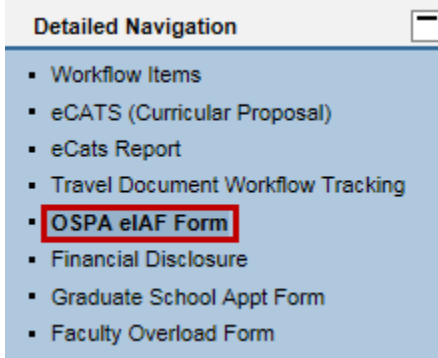 Detailed Navigation
Workflow Items
eCATS (Curricular Proposal)
eCats Report
Travel Document Workflow Tracking
OSPA eIAF Form
Financial Disclosure
Graduate School Appt Form
Faculty Overload Form